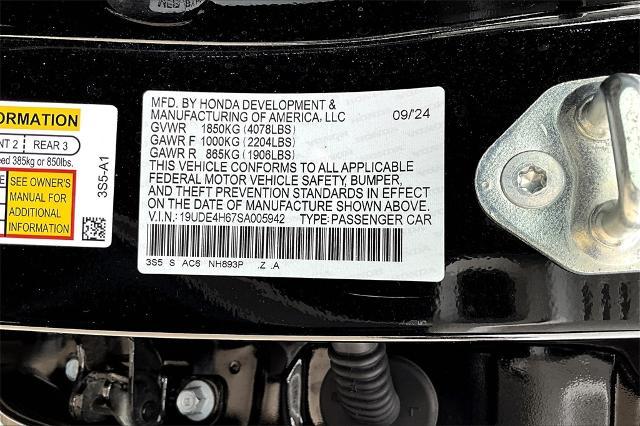 FORMATION
NT 2 | REAR 3
eed 385kg or 850lbs.
SEE OWNER'S
MANUAL FOR
ADDITIONAL
INFORMATION
3S5-A1
MFD. BY HONDA DEVELOPMENT &
MANUFACTURING OF AMERICA, LLC 09/'24
GVWR 1850KG (4078LBS)
GAWR F 1000KG (2204LBS)
GAWR R 865KG (1906LBS)
THIS VEHICLE CONFORMS TO ALL APPLICABLE
FEDERAL MOTOR VEHICLE SAFETY, BUMPER,
AND THEFT PREVENTION STANDARDS IN EFFECT
ON THE DATE OF MANUFACTURE SHOWN ABOVE.
V.I.N.: 19UDE4H67SA005942 TYPE: PASSENGER CAR
3S5 S AC6 NH893P .Z .A